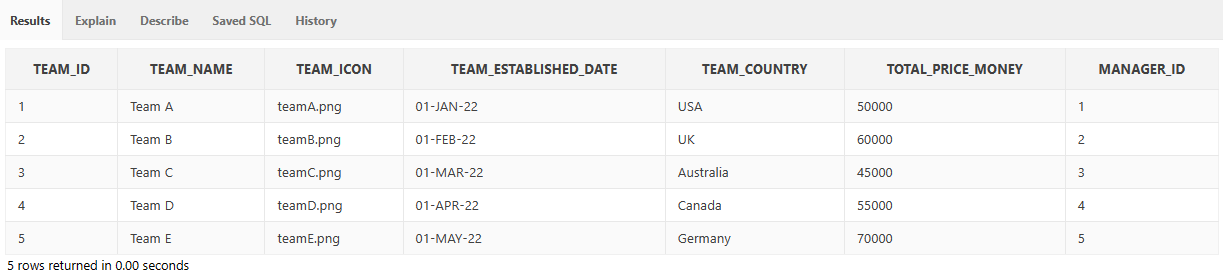 Results Explain Describe Saved SQL History
TEAM_ID TEAM_NAME TEAM_ICON TEAM_ESTABLISHED_DATE TEAM_COUNTRY TOTAL_PRICE_MONEY MANAGER_ID
1 Team A teamA.png 01-JAN-22 USA 50000 1
2 Team B teamB.png 01-FEB-22 UK 60000 2
3 Team C teamC.png 01-MAR-22 Australia 45000 3
4 Team D teamD.png 01-APR-22 Canada 55000 4
5 Team E teamE.png 01-MAY-22 Germany 70000 5
5 rows returned in 0.00 seconds